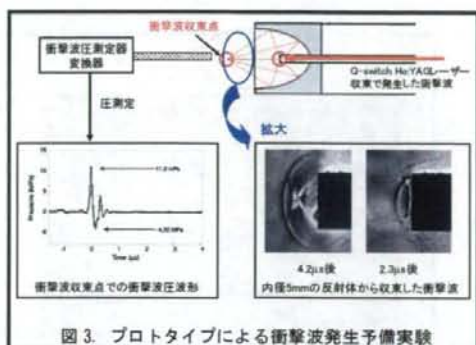 衝撃波収束点
衝撃波圧測定器
変換器
Q-switch Ho:YAGレーザー
収束で発生した衝撃波
圧測定
拡大
Pressure (MPa)
Time (μs)
衝撃波収束点での衝撃波圧波形
4.2μs後
2.3μs後
内径5mmの反射体から収束した衝撃波
図 3. プロトタイプによる衝撃波発生予備実験